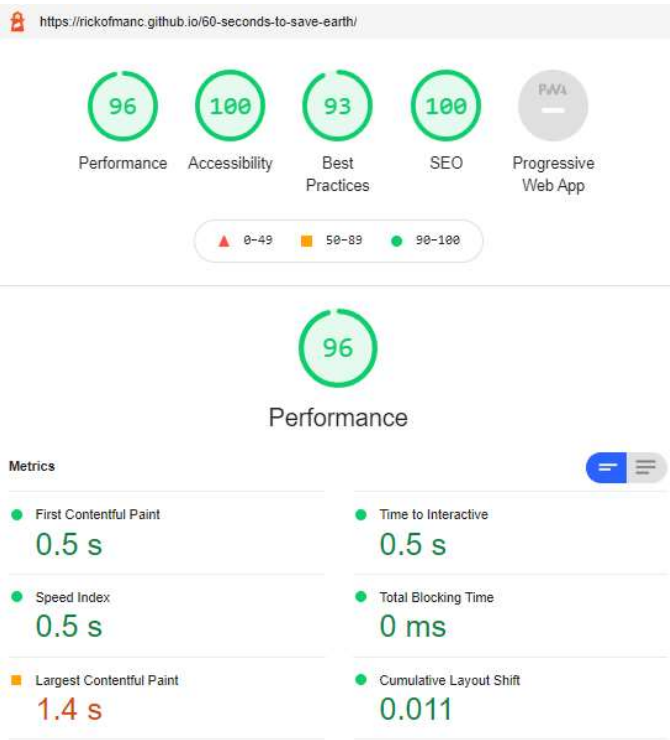 https://rickofmanc.github.io/60-seconds-to-save-earth/
96 100 93 100 PWA
Performance Accessibility Best Practices SEO Progressive Web App
0-49 50-89 90-100
96
Performance
Metrics
First Contentful Paint
0.5 s
Time to Interactive
0.5 s
Speed Index
0.5 s
Total Blocking Time
0 ms
Largest Contentful Paint
1.4 s
Cumulative Layout Shift
0.011